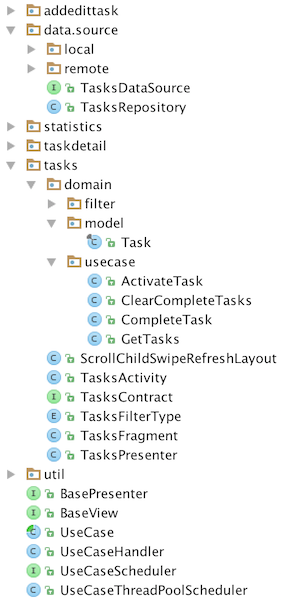 addedittask
data.source
local
remote
I TasksDataSource
C TasksRepository
statistics
taskdetail
tasks
domain
filter
model
C Task
usecase
C ActivateTask
C ClearCompleteTasks
C CompleteTask
C GetTasks
C ScrollChildSwipeRefreshLayout
C TasksActivity
I TasksContract
E TasksFilterType
C TasksFragment
C TasksPresenter
util
I BasePresenter
I BaseView
C UseCase
C UseCaseHandler
I UseCaseScheduler
C UseCaseThreadPoolScheduler